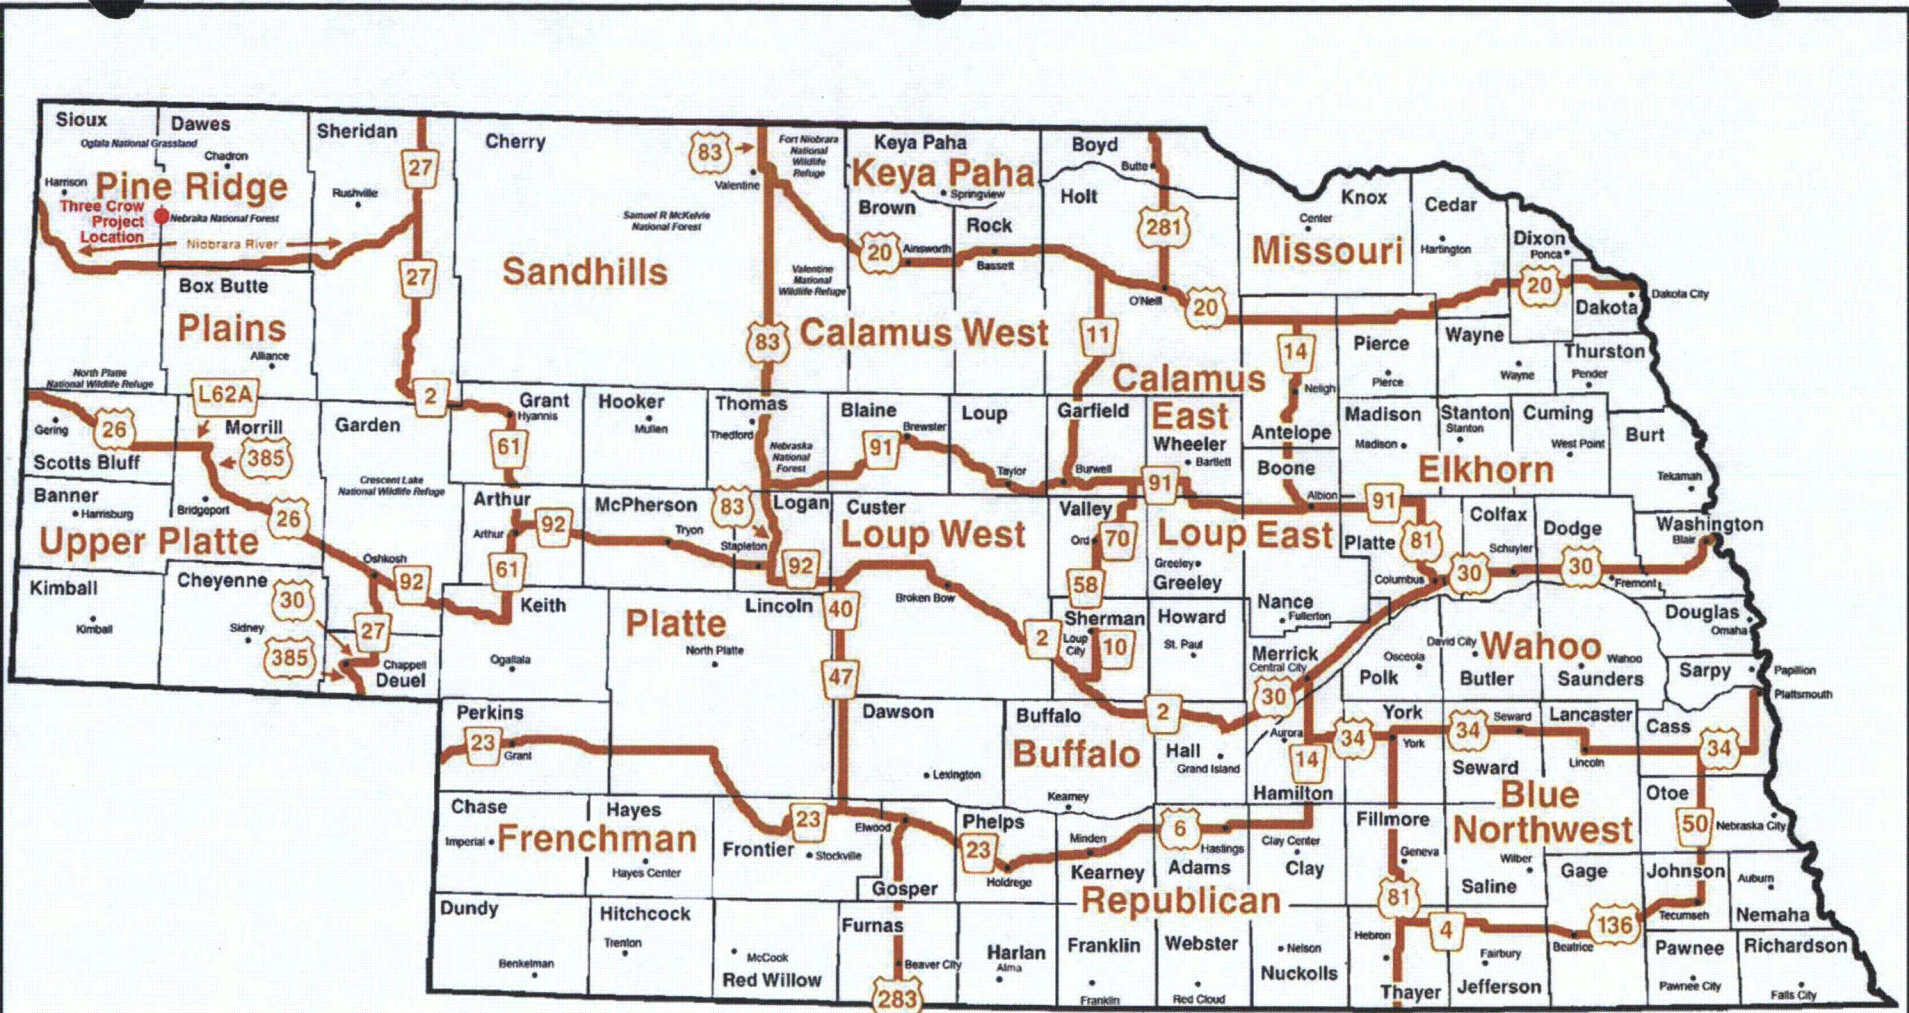 Sioux
Dawes
Sheridan
Oglala National Grassland
Chadron
27
Cherry
83
Fort Niobrara
National
Wildlife
Refuge
Keya Paha
Keya Paha
Boyd
Butte
Harrison
Pine Ridge
Rushville
Valentine
Springview
Holt
Three Crow
Project
Location
Nebraka National Forest
Niobrara River
Samuel R McKelvie
National Forest
Brown
Rock
281
Knox
Center
Cedar
Hartington
Missouri
Dixon
Ponca
20
Ainsworth
Bassett
27
Sandhills
Valentine
National
Wildlife Refuge
O'Neill
20
20
Dakota City
Dakota
Box Butte
Plains
Alliance
83
Calamus West
11
14
Pierce
Pierce
Wayne
Wayne
Thurston
Pender
North Platte
National Wildlife Refuge
L62A
2
Calamus
East
Neligh
Gering
26
Morrill
385
Scotts Bluff
Garden
Grant
Hyannis
Hooker
Mullen
Thomas
Thedford
Blaine
Brewster
Loup
Garfield
Wheeler
Bartlett
Antelope
Madison
Madison
Stanton
Stanton
Cuming
West Point
Burt
Tekamah
61
Nebraska
National
Forest
91
Taylor
Burwell
91
Boone
Albion
Elkhorn
Crescent Lake
National Wildlife Refuge
Banner
Harrisburg
Bridgeport
26
Upper Platte
Arthur
Arthur
92
McPherson
Tryon
83
Stapleton
Logan
92
Custer
Loup West
Valley
Ord
70
Loup East
Greeley
Greeley
58
91
Platte
81
Columbus
Colfax
Schuyler
30
Dodge
30
Fremont
Washington
Blair
Oshkosh
92
61
Kimball
Kimball
Cheyenne
30
Sidney
385
27
Chappell
Deuel
Keith
Ogallala
Platte
North Platte
Lincoln
40
Broken Bow
2
Sherman
Loup
City
10
Howard
St. Paul
Nance
Fullerton
Douglas
Omaha
47
Merrick
Central City
30
Osceola
Polk
David City
Wahoo
Butler
Wahoo
Saunders
Sarpy
Papillion
Plattsmouth
Perkins
23
Grant
Dawson
Lexington
Buffalo
Buffalo
Kearney
2
Hall
Grand Island
Aurora
14
Hamilton
34
York
York
34
Seward
Seward
Lancaster
Lincoln
Cass
34
Chase
Imperial
Hayes
Hayes Center
Frenchman
23
Frontier
Stockville
Elwood
Gosper
Phelps
23
Holdrege
Minden
Kearney
6
Hastings
Adams
Clay Center
Clay
Fillmore
Geneva
Blue
Northwest
Wilber
Saline
Otoe
50
Nebraska City
Gage
Johnson
Tecumseh
Auburn
Nemaha
Republican
81
Dundy
Benkelman
Hitchcock
Trenton
McCook
Red Willow
Furnas
Beaver City
283
Harlan
Alma
Franklin
Franklin
Webster
Red Cloud
Nelson
Nuckolls
Hebron
Thayer
4
Fairbury
Jefferson
Beatrice
136
Pawnee
Pawnee City
Richardson
Falls City